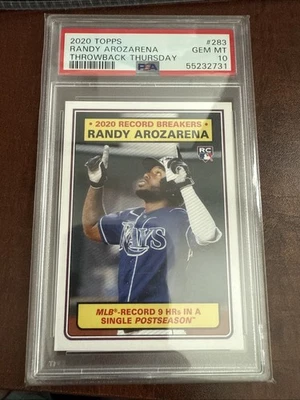 2020 TOPPS #283
RANDY AROZARENA GEM MT
THROWBACK THURSDAY 10
PSA 55232731
★ 2020 RECORD BREAKERS ★
RANDY AROZARENA
RC
RAYS
MLB®-RECORD 9 HRs IN A
SINGLE POSTSEASON™